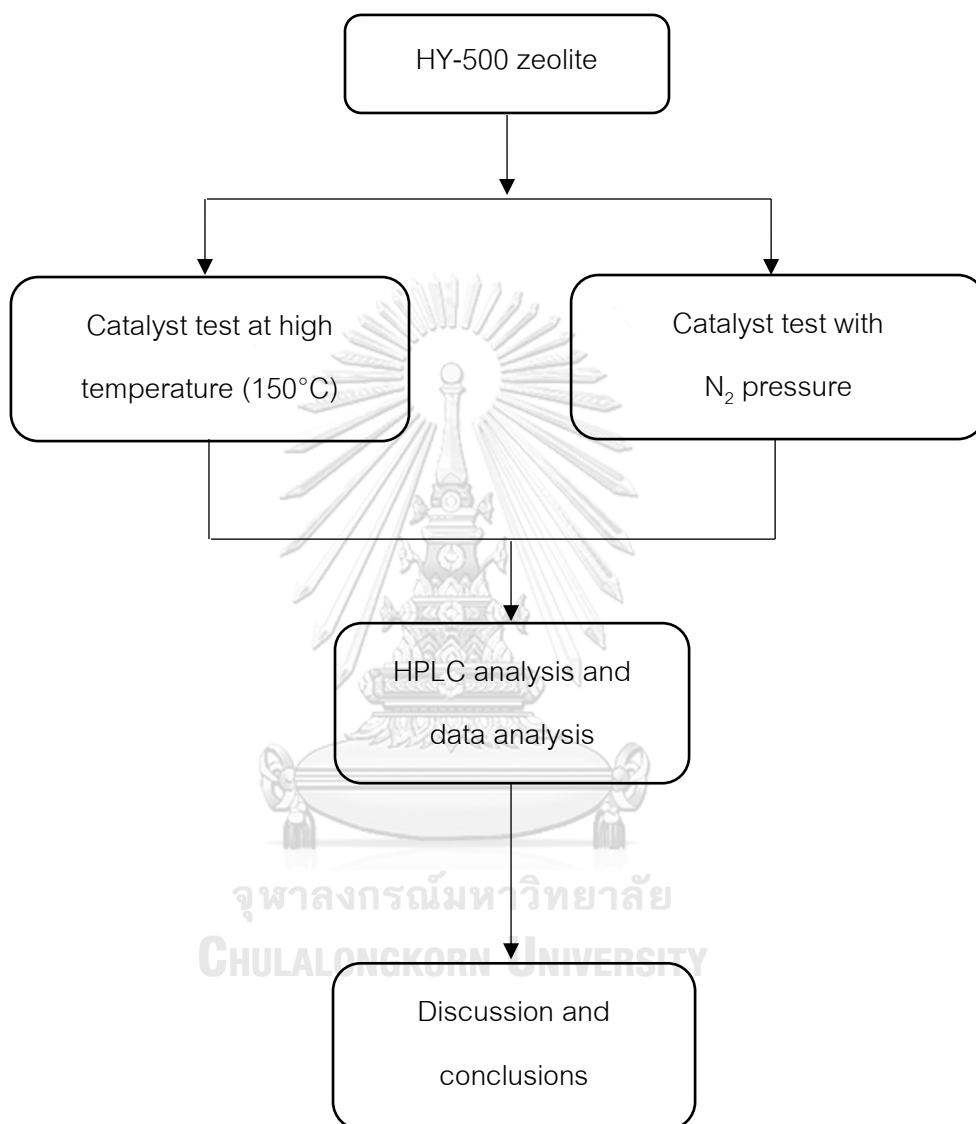 HY-500 zeolite
Catalyst test at high
temperature (150°C)
Catalyst test with
N₂ pressure
HPLC analysis and
data analysis
จุฬาลงกรณ์มหาวิทยาลัย
CHULALONGKORN UNIVERSITY
Discussion and
conclusions